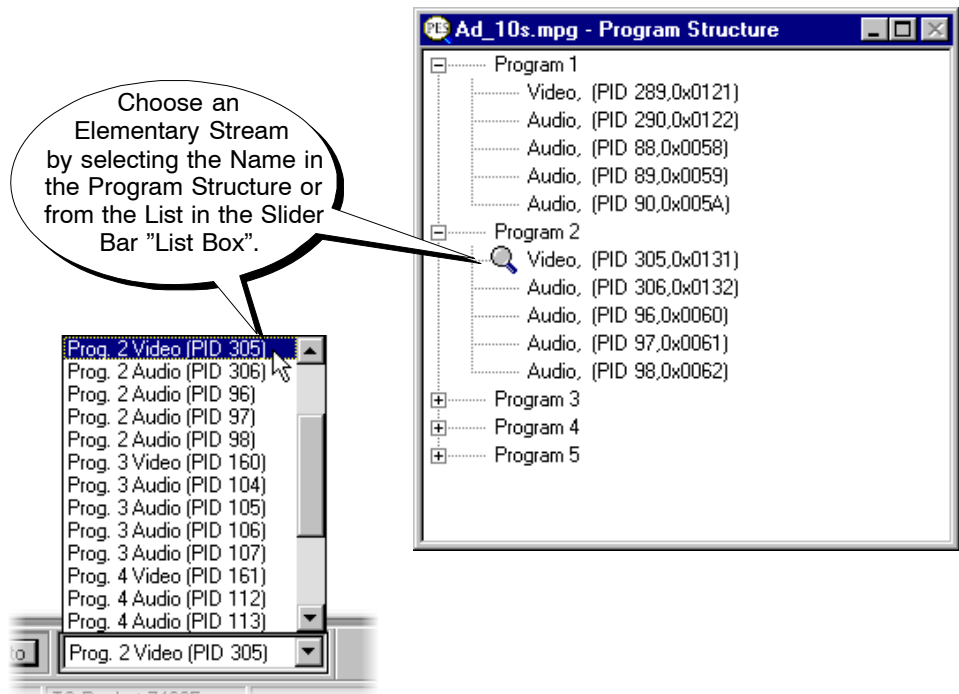 Ad_10s.mpg - Program Structure
Program 1
Video, (PID 289,0x0121)
Audio, (PID 290,0x0122)
Audio, (PID 88,0x0058)
Audio, (PID 89,0x0059)
Audio, (PID 90,0x005A)
Program 2
Video, (PID 305,0x0131)
Audio, (PID 306,0x0132)
Audio, (PID 96,0x0060)
Audio, (PID 97,0x0061)
Audio, (PID 98,0x0062)
Program 3
Program 4
Program 5
Choose an
Elementary Stream
by selecting the Name in
the Program Structure or
from the List in the Slider
Bar ”List Box”.
Prog. 2 Video (PID 305)
Prog. 2 Audio (PID 306)
Prog. 2 Audio (PID 96)
Prog. 2 Audio (PID 97)
Prog. 2 Audio (PID 98)
Prog. 3 Video (PID 160)
Prog. 3 Audio (PID 104)
Prog. 3 Audio (PID 105)
Prog. 3 Audio (PID 106)
Prog. 3 Audio (PID 107)
Prog. 4 Video (PID 161)
Prog. 4 Audio (PID 112)
Prog. 4 Audio (PID 113)
Prog. 2 Video (PID 305)